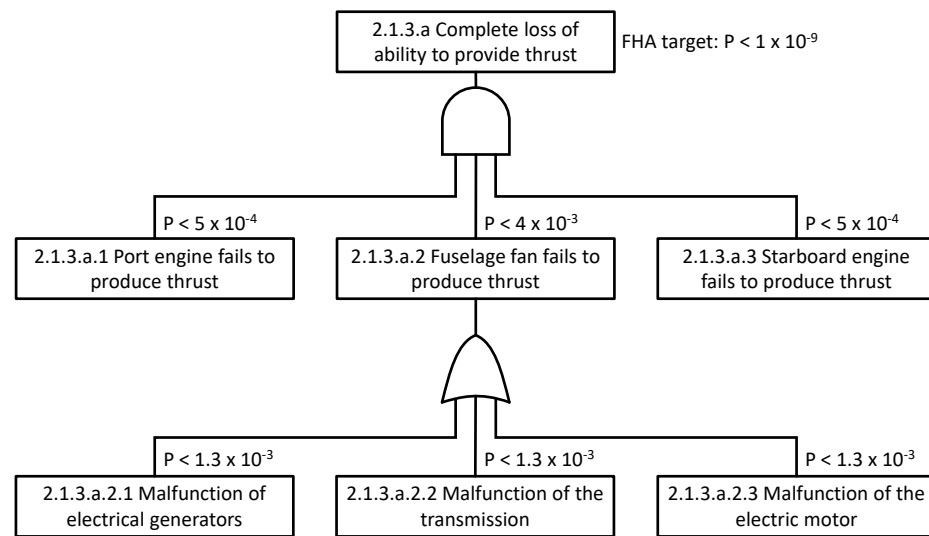 2.1.3.a Complete loss of
ability to provide thrust
FHA target: P < 1 x 10⁻⁹
P < 5 x 10⁻⁴
P < 4 x 10⁻³
P < 5 x 10⁻⁴
2.1.3.a.1 Port engine fails to
produce thrust
2.1.3.a.2 Fuselage fan fails to
produce thrust
2.1.3.a.3 Starboard engine
fails to produce thrust
P < 1.3 x 10⁻³
P < 1.3 x 10⁻³
P < 1.3 x 10⁻³
2.1.3.a.2.1 Malfunction of
electrical generators
2.1.3.a.2.2 Malfunction of the
transmission
2.1.3.a.2.3 Malfunction of the
electric motor